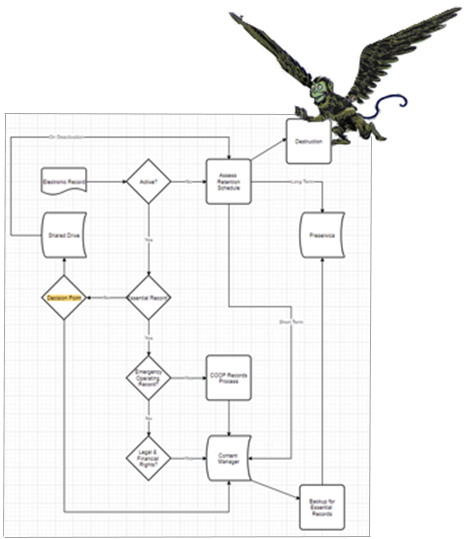 On Deactivation
Destruction
Electronic Record
Active?
No
Assess
Retention
Schedule
Long Term
Yes
Shared Drive
Preservica
Decision Point
No
Essential Record
Short Term
Yes
Emergency
Operating
Record?
COOP Records
Process
No
Legal &
Financial
Rights?
Content
Manager
Backup for
Essential
Records